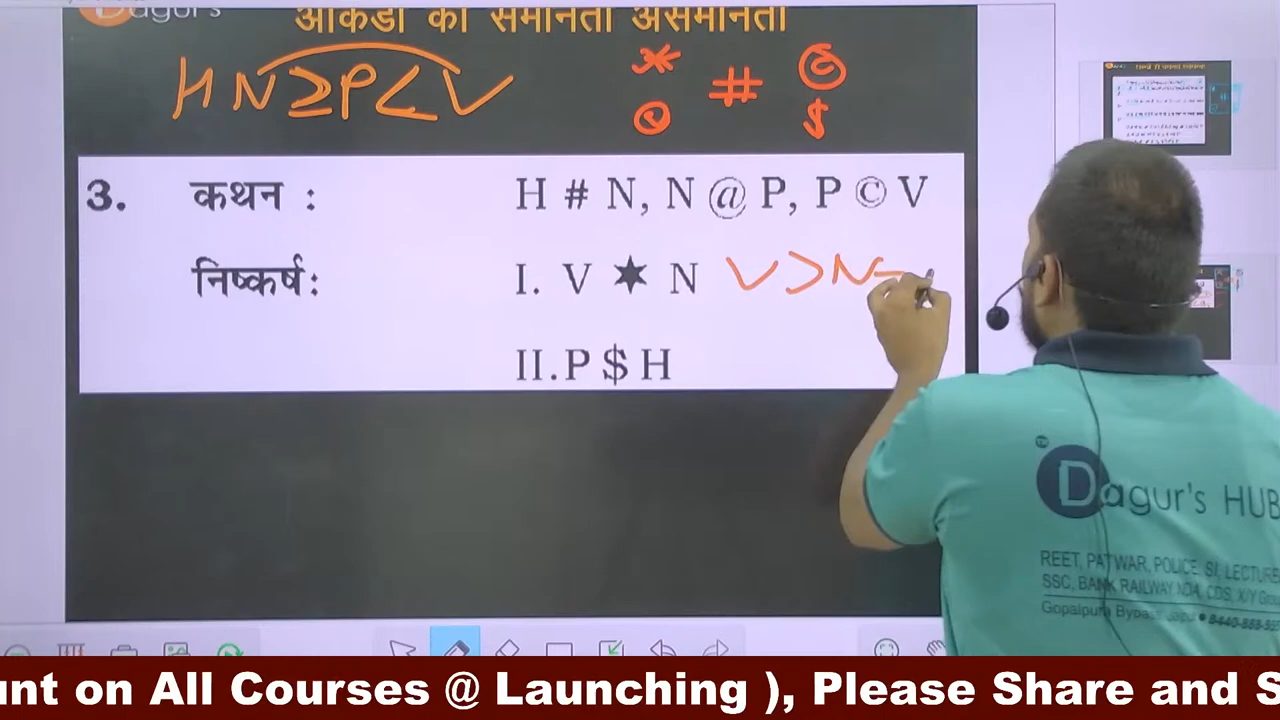 Dagur's
आंकडों की समानता असमानता
H N ≥ P < V
* # ©
@ $
3. कथन : H # N, N @ P, P © V
निष्कर्ष: I. V ★ N V > N
II. P $ H
Dagur's HUB
REET, PATWAR, POLICE, SI, LECTURE
SSC, BANK RAILWAY NDA, CDS, X/Y
Gopalpura Bypass, Jaipur
unt on All Courses @ Launching ), Please Share and S